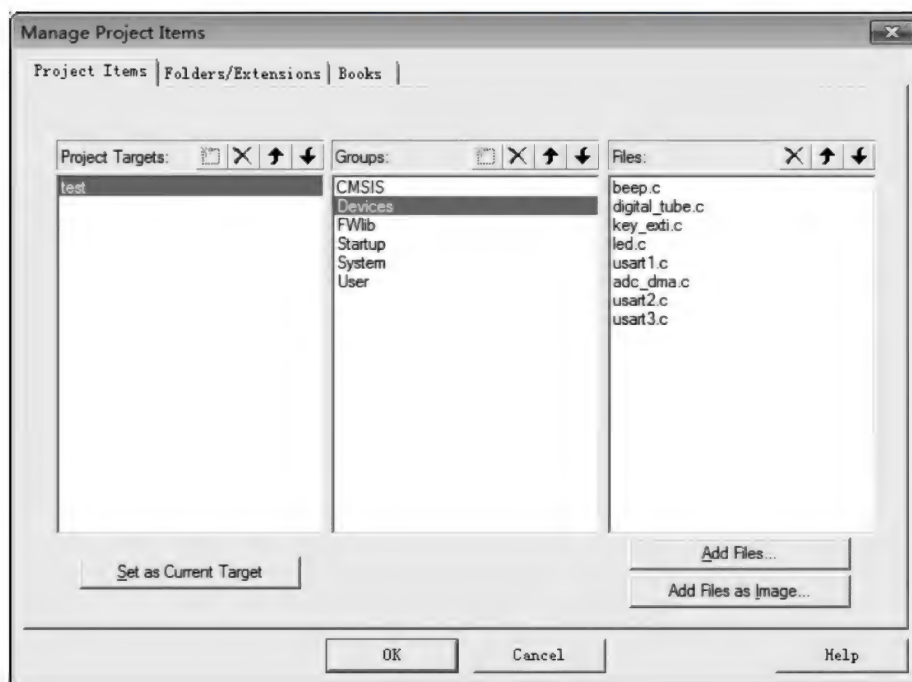 Manage Project Items
Project Items Folders/Extensions Books
Project Targets:
test
Set as Current Target
Groups:
CMSIS
Devices
FWlib
Startup
System
User
Files:
beep.c
digital_tube.c
key_exti.c
led.c
usart1.c
adc_dma.c
usart2.c
usart3.c
Add Files...
Add Files as Image...
OK Cancel Help